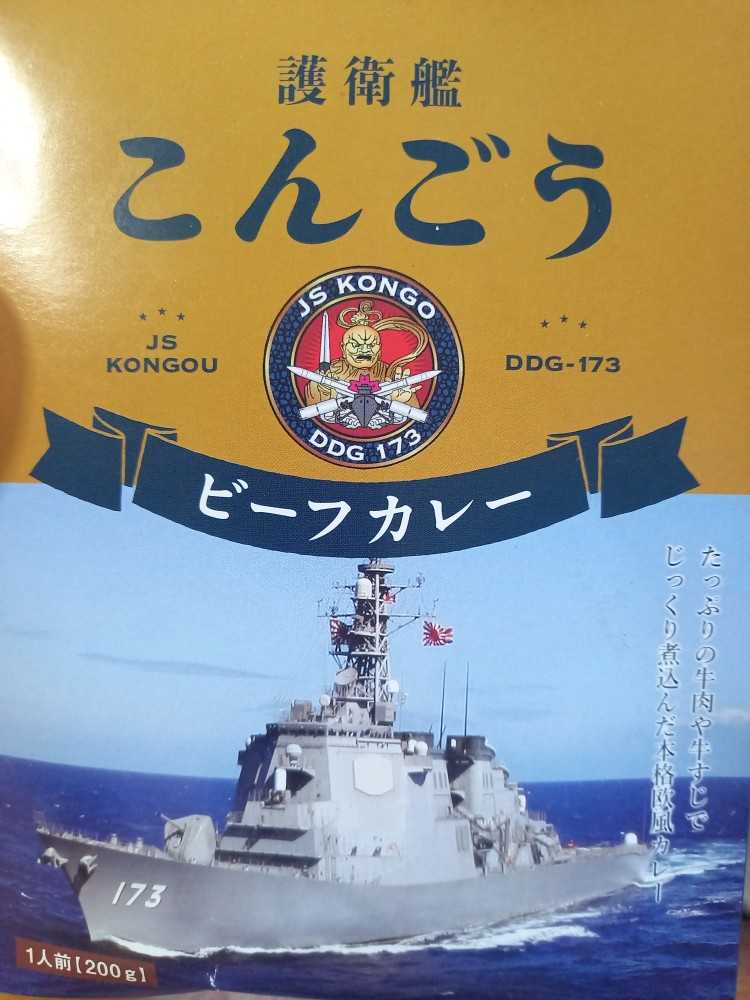 護衛艦
こんごう
JS KONGO
DDG 173
JS
KONGOU
DDG-173
ビーフカレー
たっぷりの牛肉や牛すじで
じっくり煮込んだ本格欧風カレー
173
1人前【200g】